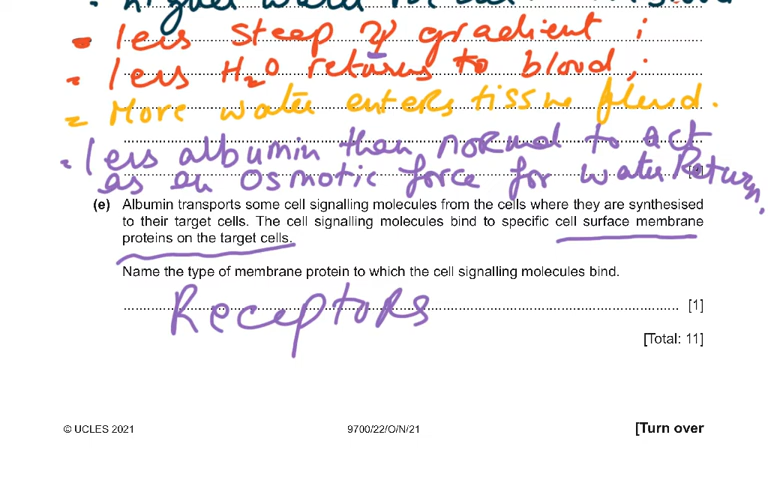 - less steep ψ gradient ;
- less H₂O returns to blood ;
= More water enters tissue fluid.
- less albumin than normal to act
as an osmotic force for water Return.
(e) Albumin transports some cell signalling molecules from the cells where they are synthesised
to their target cells. The cell signalling molecules bind to specific cell surface membrane
proteins on the target cells.
Name the type of membrane protein to which the cell signalling molecules bind.
Receptors [1]
[Total: 11]
© UCLES 2021 9700/22/O/N/21 [Turn over